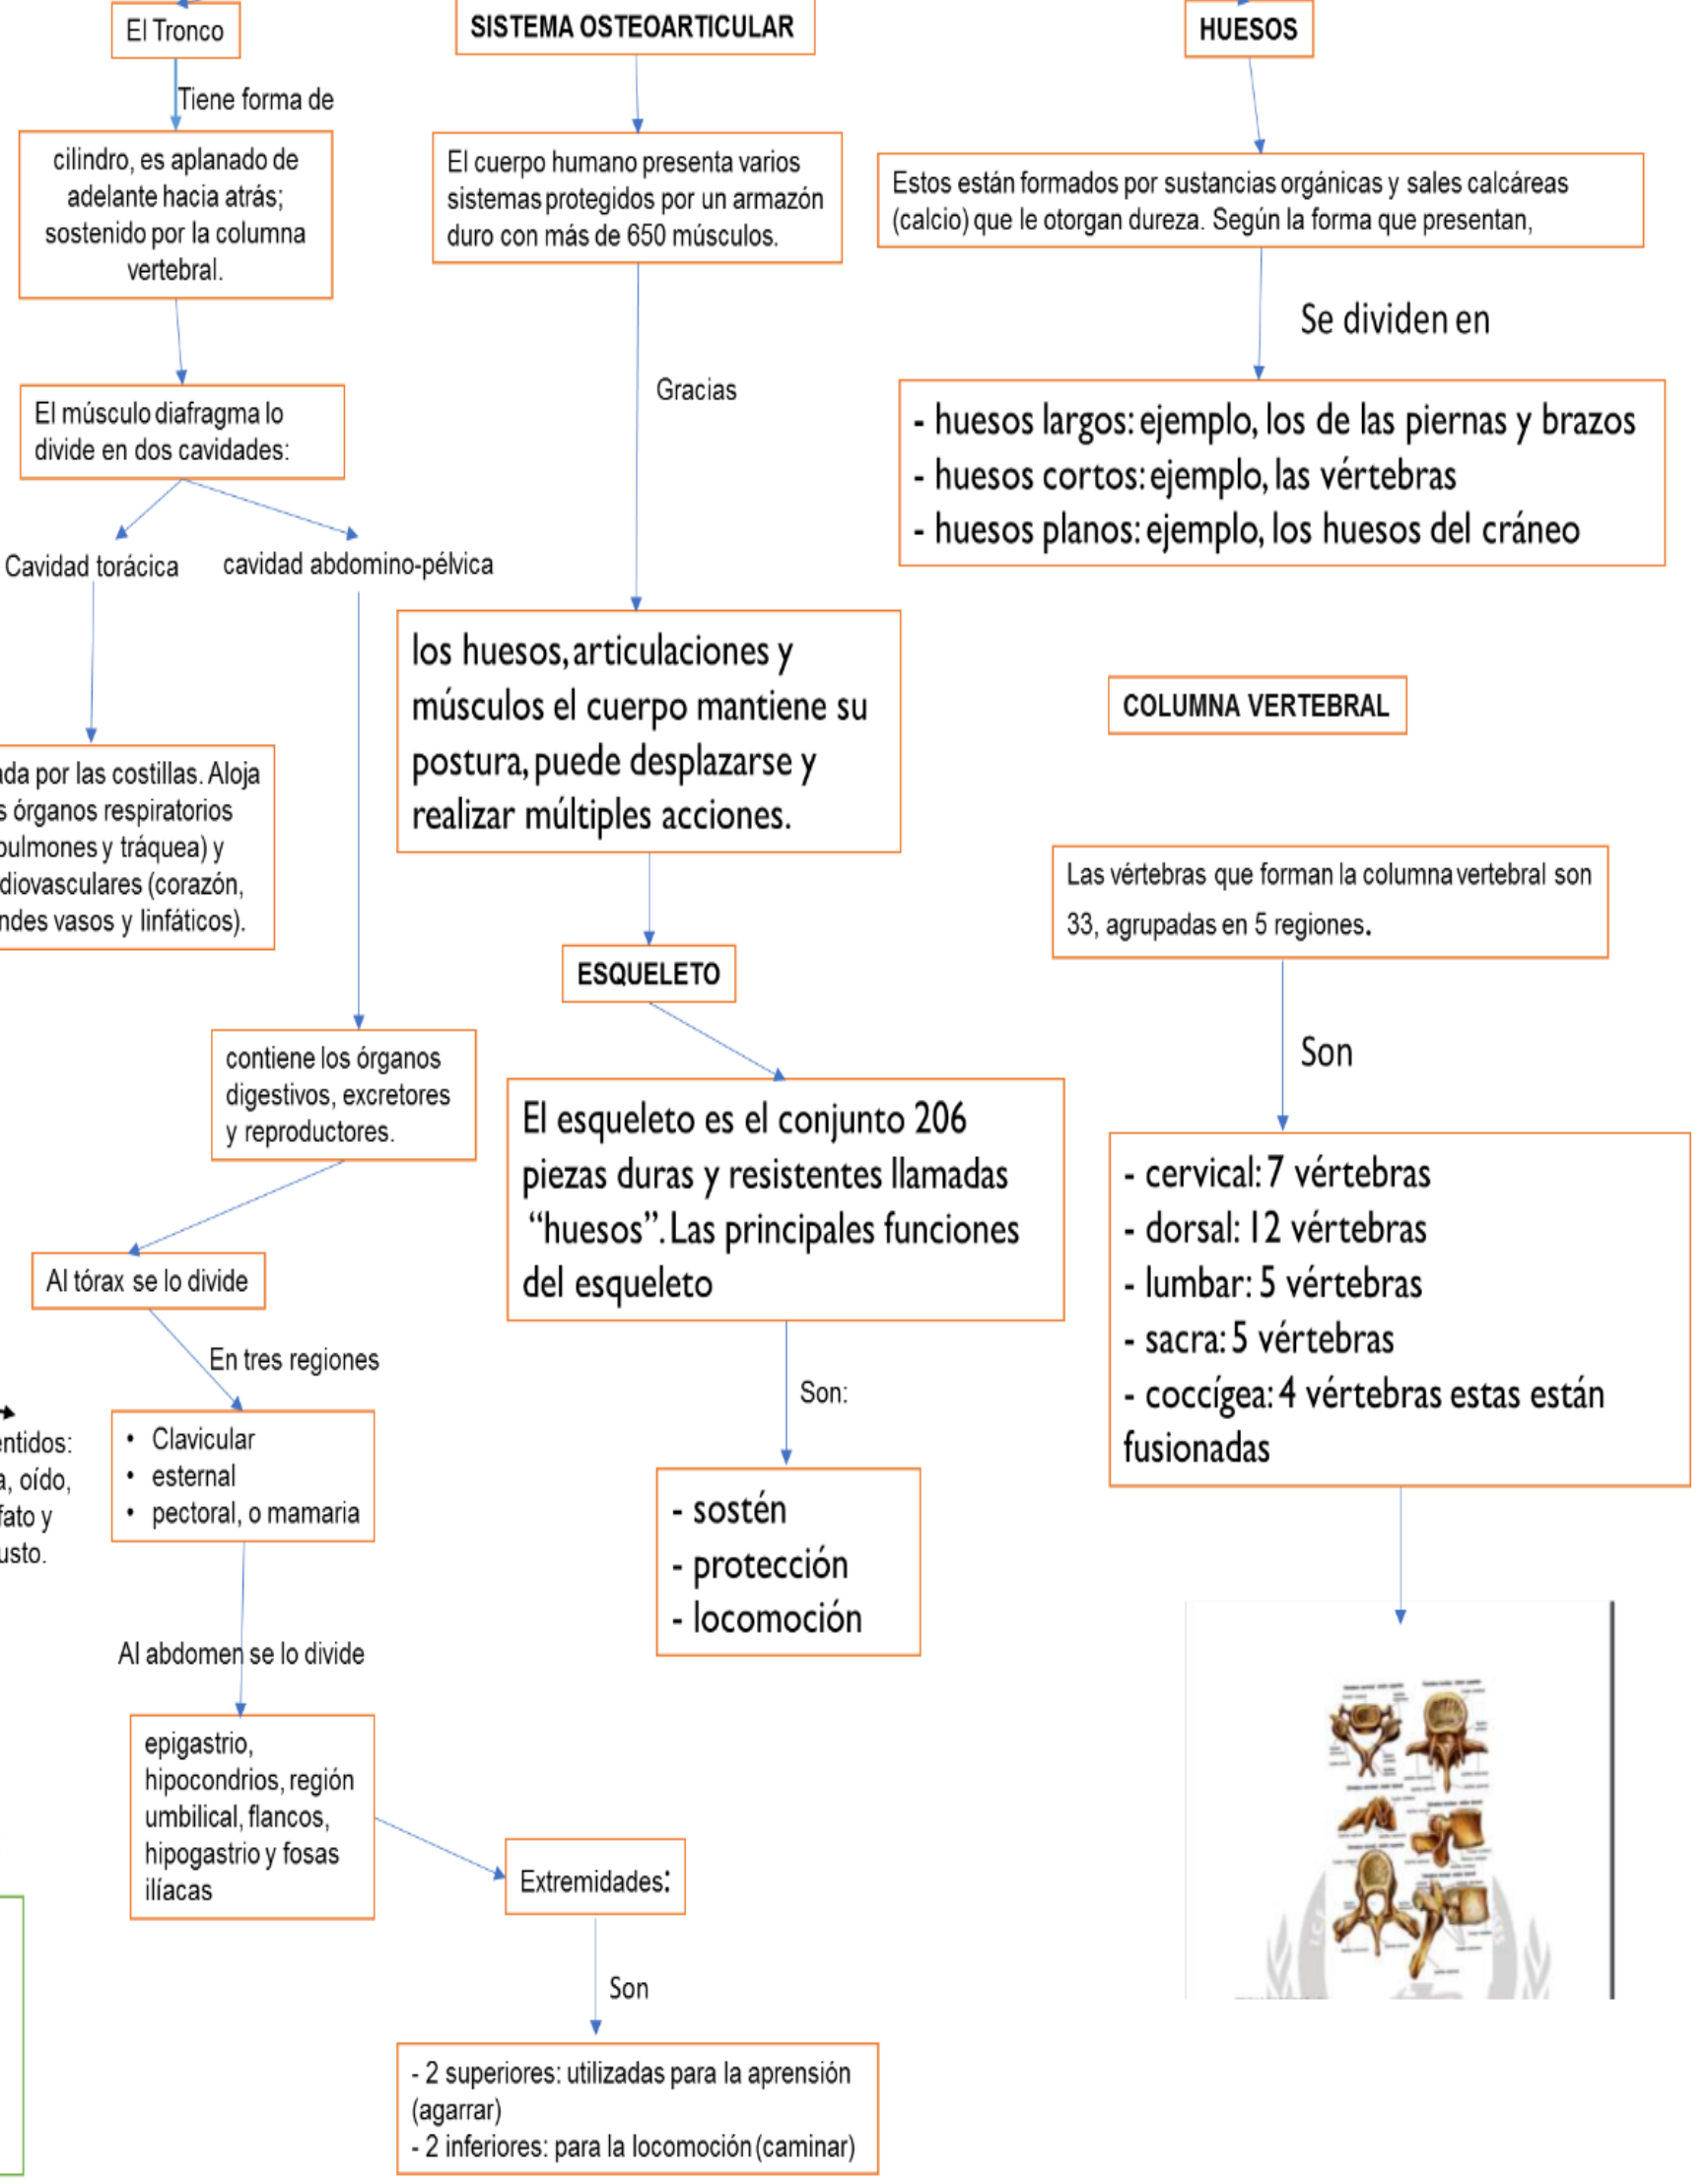 El Tronco
Tiene forma de
cilindro, es aplanado de
adelante hacia atrás;
sostenido por la columna
vertebral.
El músculo diafragma lo
divide en dos cavidades:
Cavidad torácica
cavidad abdomino-pélvica
por las costillas. Aloja
órganos respiratorios
y tráquea) y
(corazón,
vasos y linfáticos).
contiene los órganos
digestivos, excretores
y reproductores.
Al tórax se lo divide
En tres regiones
• Clavicular
• esternal
• pectoral, o mamaria
oído,
y
Al abdomen se lo divide
epigastrio,
hipocondrios, región
umbilical, flancos,
hipogastrio y fosas
ilíacas
Extremidades:
Son
- 2 superiores: utilizadas para la aprensión
(agarrar)
- 2 inferiores: para la locomoción (caminar)
SISTEMA OSTEOARTICULAR
El cuerpo humano presenta varios
sistemas protegidos por un armazón
duro con más de 650 músculos.
Gracias
los huesos, articulaciones y
músculos el cuerpo mantiene su
postura, puede desplazarse y
realizar múltiples acciones.
ESQUELETO
El esqueleto es el conjunto 206
piezas duras y resistentes llamadas
“huesos”. Las principales funciones
del esqueleto
Son:
- sostén
- protección
- locomoción
HUESOS
Estos están formados por sustancias orgánicas y sales calcáreas
(calcio) que le otorgan dureza. Según la forma que presentan,
Se dividen en
- huesos largos: ejemplo, los de las piernas y brazos
- huesos cortos: ejemplo, las vértebras
- huesos planos: ejemplo, los huesos del cráneo
COLUMNA VERTEBRAL
Las vértebras que forman la columna vertebral son
33, agrupadas en 5 regiones.
Son
- cervical: 7 vértebras
- dorsal: 12 vértebras
- lumbar: 5 vértebras
- sacra: 5 vértebras
- coccígea: 4 vértebras estas están
fusionadas